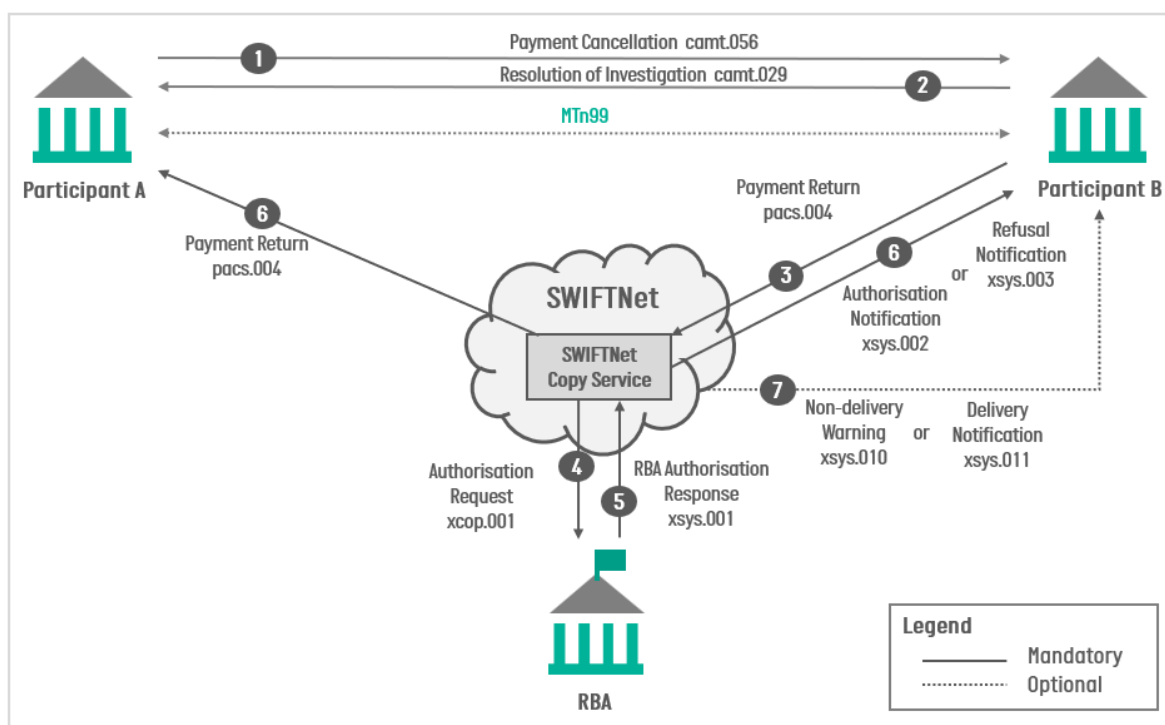 Payment Cancellation camt.056
1
Resolution of Investigation camt.029
2
MTn99
Participant A
Participant B
6
Payment Return
pacs.004
Payment Return
pacs.004
3
6
Authorisation
Notification
xsys.002
or
Refusal
Notification
xsys.003
SWIFTNet
SWIFTNet
Copy Service
7
Non-delivery
Warning
xsys.010
or
Delivery
Notification
xsys.011
4
Authorisation
Request
xcop.001
5
RBA Authorisation
Response
xsys.001
RBA
Legend
Mandatory
Optional